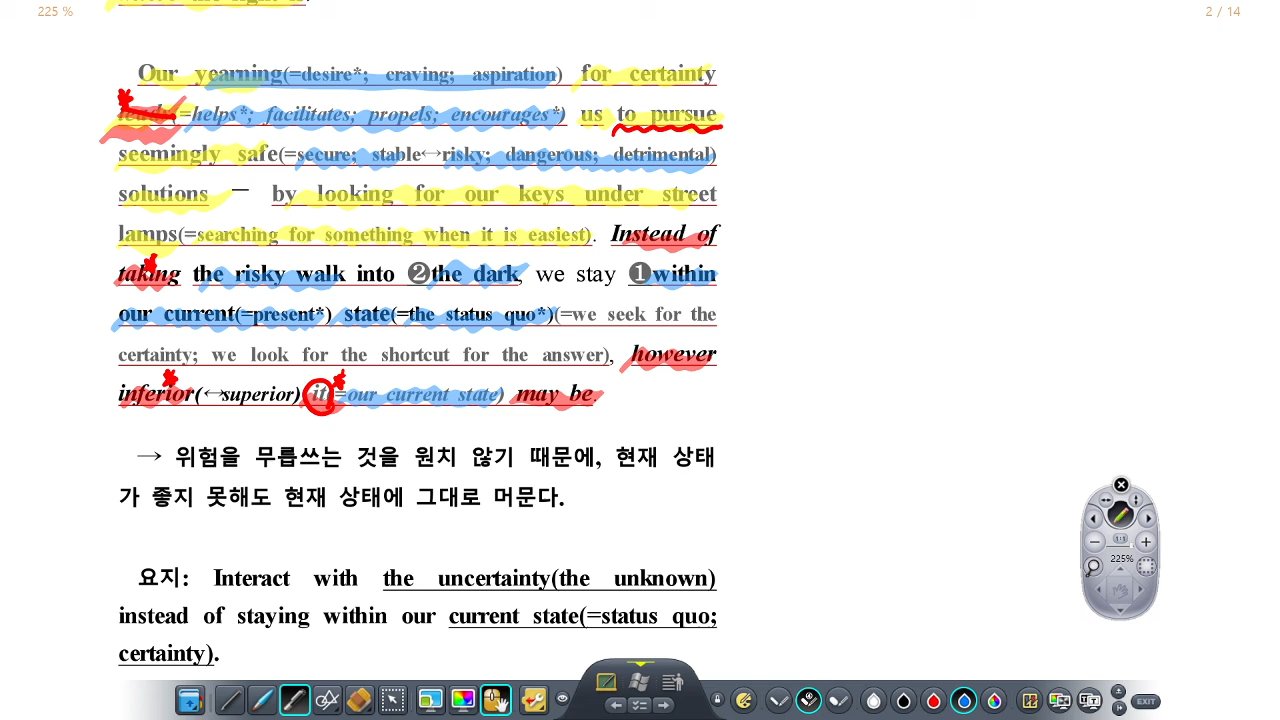 225 %
2 / 14
Our yearning(=desire*; craving; aspiration) for certainty
leads(=helps*; facilitates; propels; encourages*) us to pursue
seemingly safe(=secure; stable↔risky; dangerous; detrimental)
solutions — by looking for our keys under street
lamps(=searching for something when it is easiest). Instead of
taking the risky walk into ❷the dark, we stay ❶within
our current(=present*) state(=the status quo*)(=we seek for the
certainty; we look for the shortcut for the answer), however
inferior(↔superior) it(=our current state) may be.
→ 위험을 무릅쓰는 것을 원치 않기 때문에, 현재 상태
가 좋지 못해도 현재 상태에 그대로 머문다.
요지: Interact with the uncertainty(the unknown)
instead of staying within our current state(=status quo;
certainty).
1:1
225%
EXIT